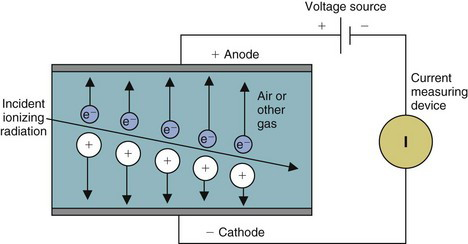 Voltage source
+ −
+ Anode
Incident
ionizing
radiation
e− e− e− e− e−
Air or
other
gas
+ + + + +
Current
measuring
device
I
− Cathode